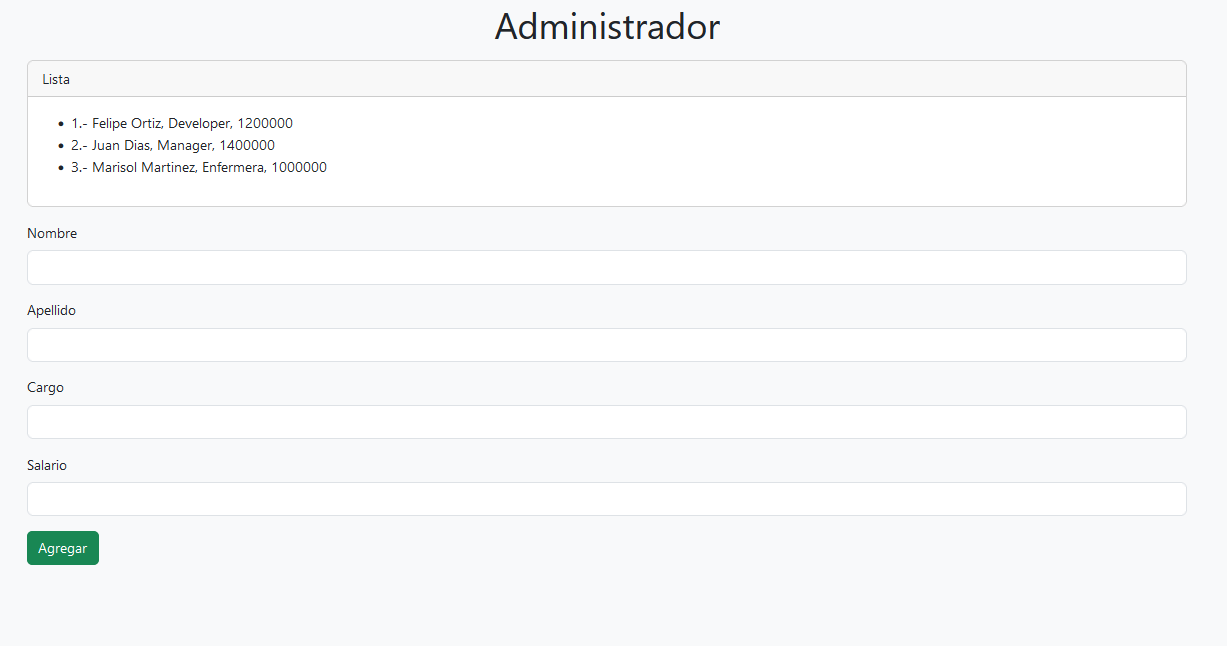 Administrador
Lista
1.- Felipe Ortiz, Developer, 1200000
2.- Juan Dias, Manager, 1400000
3.- Marisol Martinez, Enfermera, 1000000
Nombre
Apellido
Cargo
Salario
Agregar